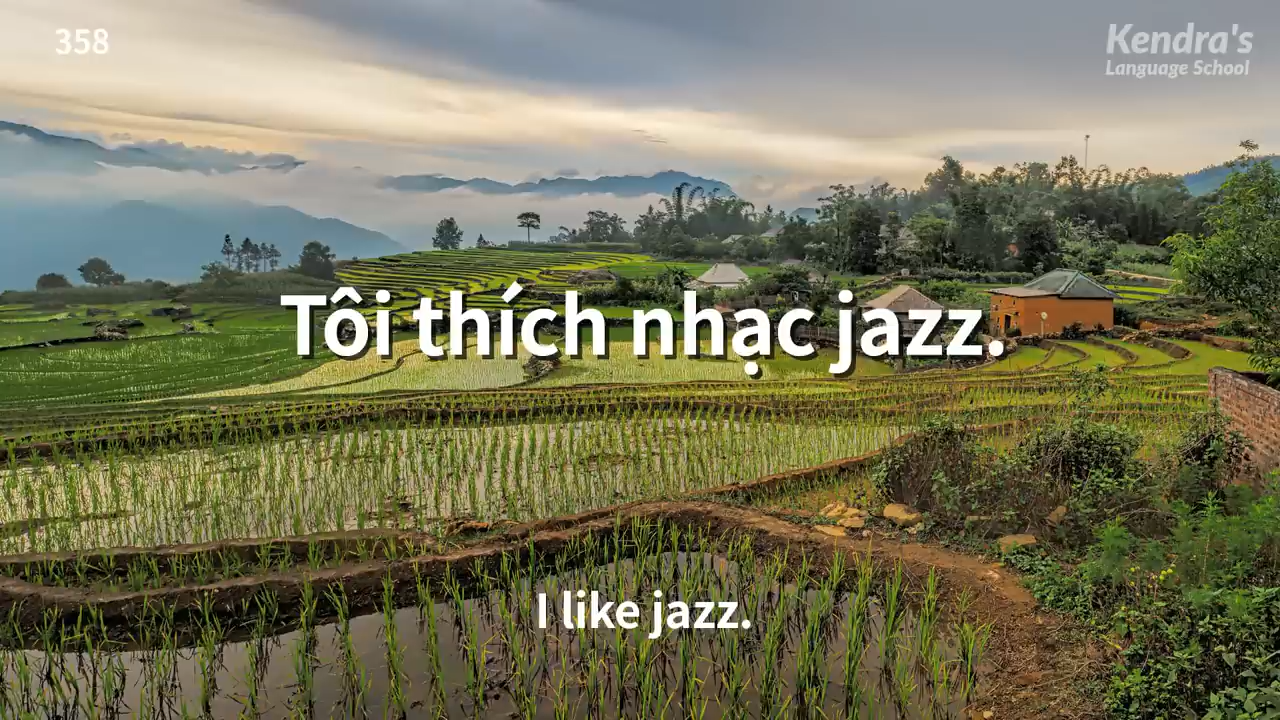 358
Kendra's
Language School
Tôi thích nhạc jazz.
I like jazz.